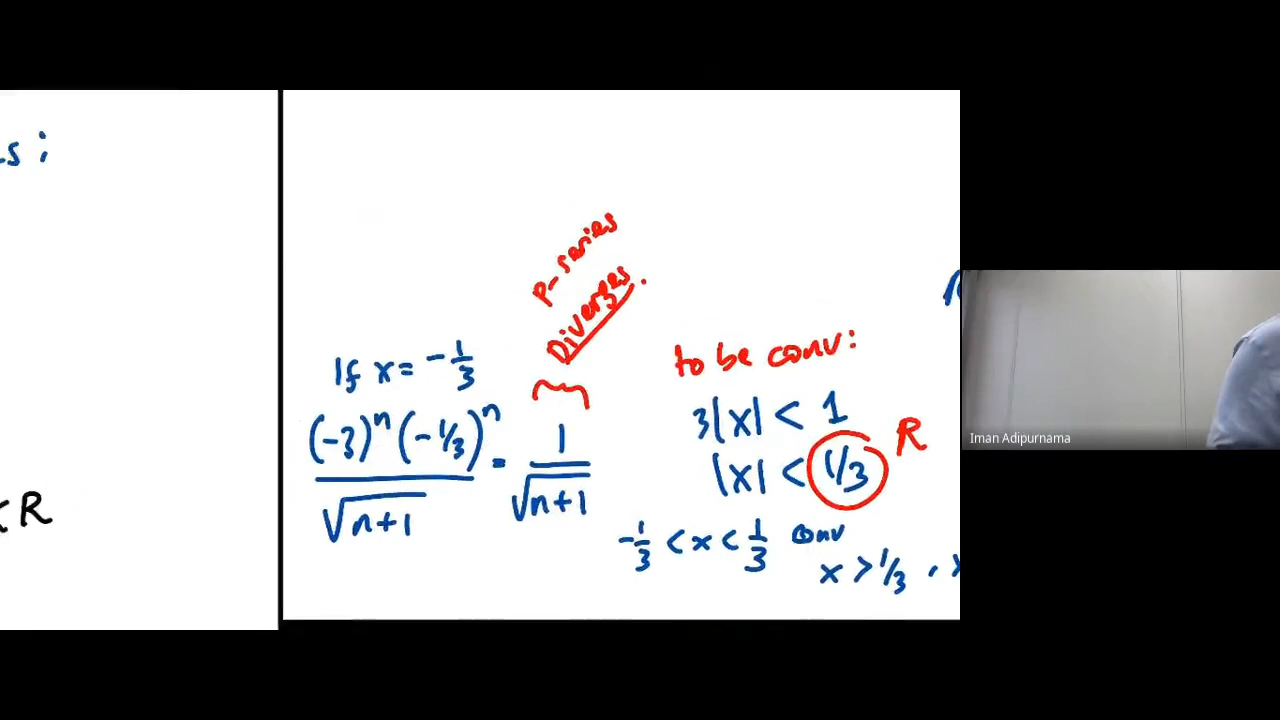 s:
< R
P-series
Diverges.
If x = -1/3
(-3)^n (-1/3)^n / √(n+1) = 1/√(n+1)
to be conv:
3|x| < 1
|x| < 1/3 R
-1/3 < x < 1/3 conv
x > 1/3 ,
Iman Adipurnama